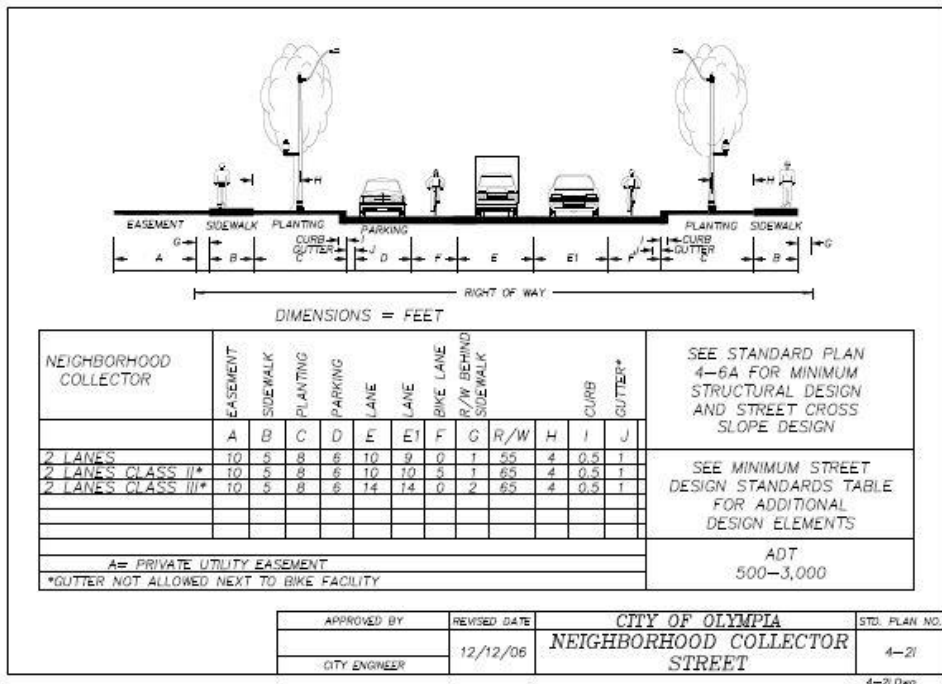 H
H
EASEMENT SIDEWALK PLANTING PARKING PLANTING SIDEWALK
G CURB I I CURB G
GUTTER J J GUTTER
A B C D F E E1 F C B
RIGHT OF WAY
DIMENSIONS = FEET
NEIGHBORHOOD COLLECTOR
EASEMENT
SIDEWALK
PLANTING
PARKING
LANE
LANE
BIKE LANE
R/W BEHIND
SIDEWALK
CURB
GUTTER*
A B C D E E1 F G R/W H I J
2 LANES 10 5 8 6 10 9 0 1 55 4 0.5 1
2 LANES CLASS II* 10 5 8 6 10 10 5 1 65 4 0.5 1
2 LANES CLASS III* 10 5 8 6 14 14 0 2 65 4 0.5 1
A= PRIVATE UTILITY EASEMENT
*GUTTER NOT ALLOWED NEXT TO BIKE FACILITY
SEE STANDARD PLAN
4-6A FOR MINIMUM
STRUCTURAL DESIGN
AND STREET CROSS
SLOPE DESIGN
SEE MINIMUM STREET
DESIGN STANDARDS TABLE
FOR ADDITIONAL
DESIGN ELEMENTS
ADT
500-3,000
APPROVED BY
CITY ENGINEER
REVISED DATE
12/12/06
CITY OF OLYMPIA
NEIGHBORHOOD COLLECTOR
STREET
STD. PLAN NO.
4-2I